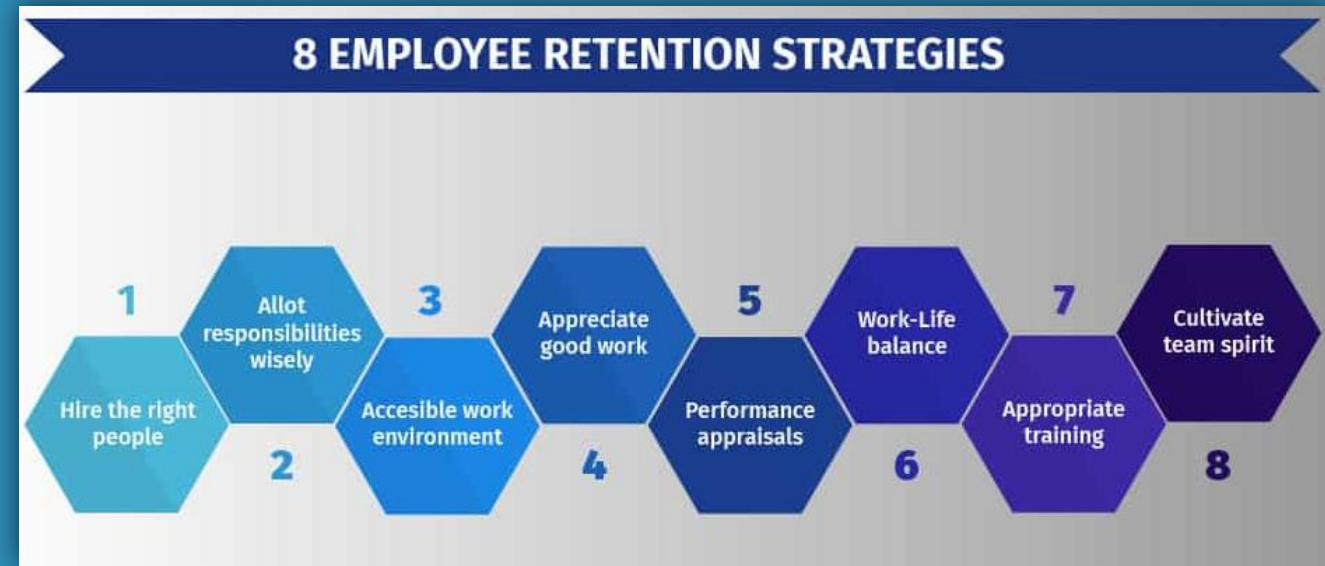 8 EMPLOYEE RETENTION STRATEGIES
1
Hire the right
people
Allot
responsibilities
wisely
2
3
Accesible work
environment
Appreciate
good work
4
5
Performance
appraisals
Work-Life
balance
6
7
Appropriate
training
Cultivate
team spirit
8